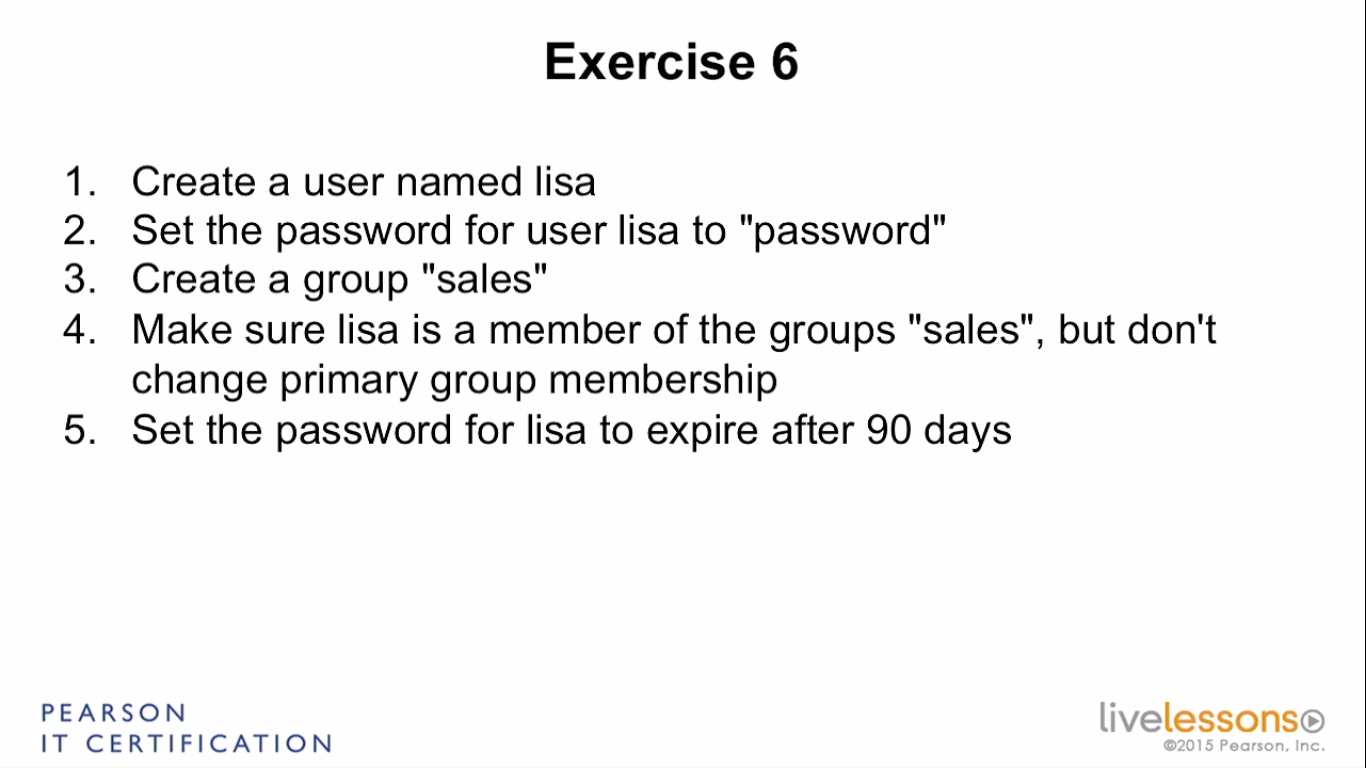 Exercise 6
1. Create a user named lisa
2. Set the password for user lisa to "password"
3. Create a group "sales"
4. Make sure lisa is a member of the groups "sales", but don't
change primary group membership
5. Set the password for lisa to expire after 90 days
PEARSON
IT CERTIFICATION
livelessons
©2015 Pearson, Inc.